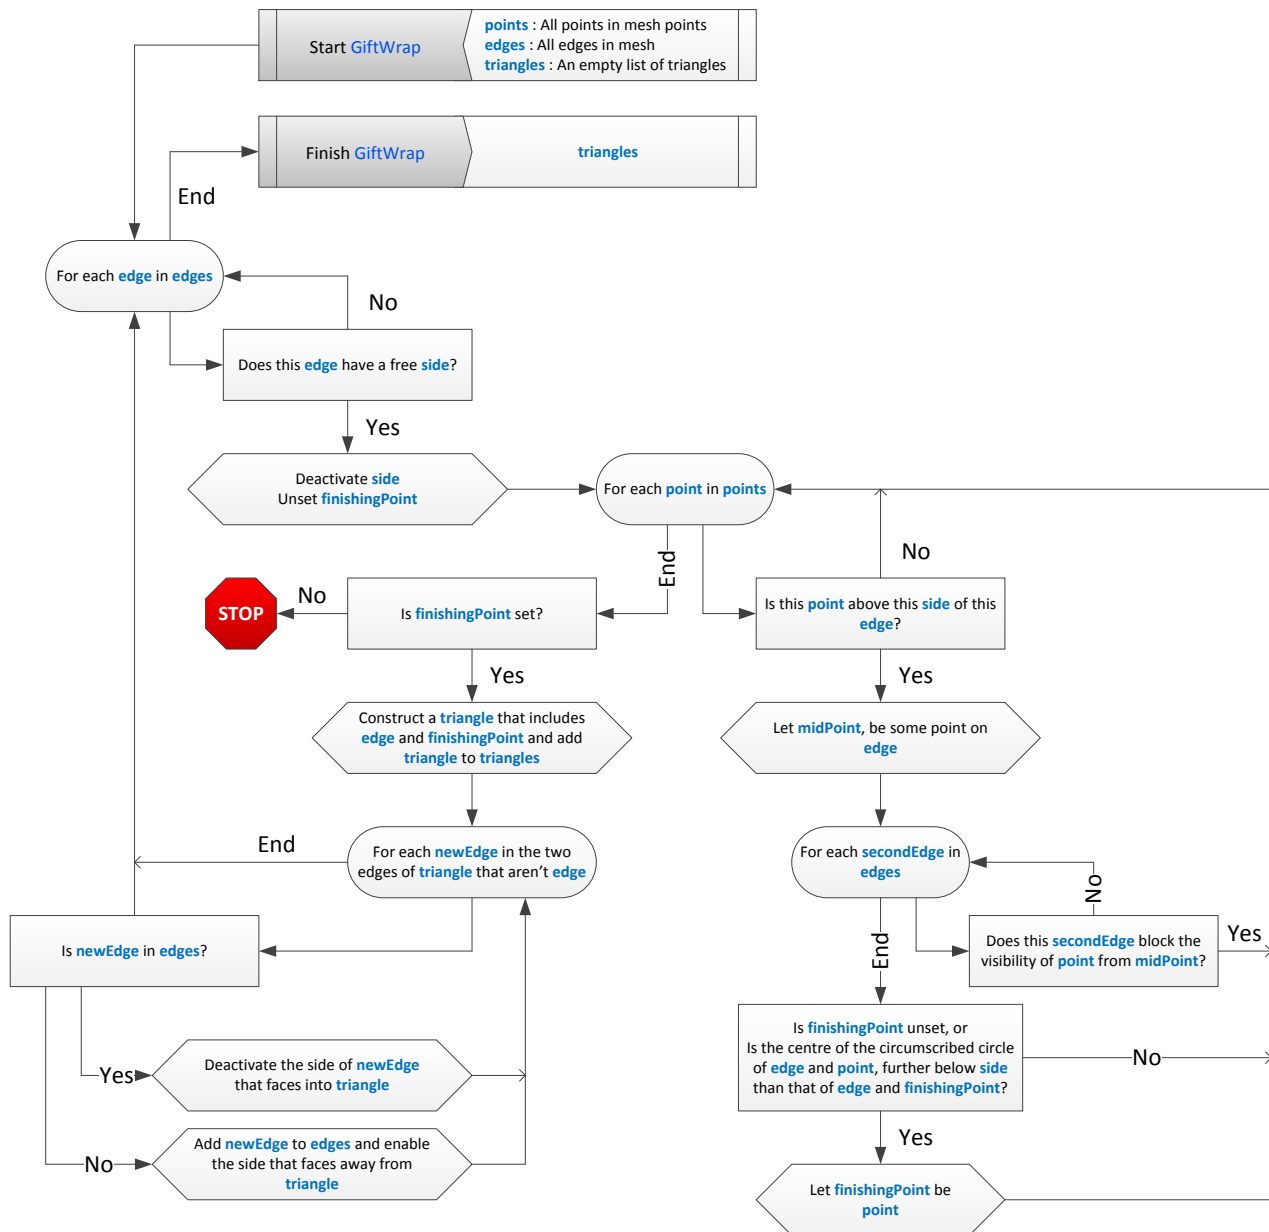 Start GiftWrap
points : All points in mesh points
edges : All edges in mesh
triangles : An empty list of triangles
Finish GiftWrap
triangles
End
For each edge in edges
No
Does this edge have a free side?
Yes
Deactivate side
Unset finishingPoint
For each point in points
End
No
STOP
No
Is finishingPoint set?
Is this point above this side of this
edge?
Yes
Yes
Construct a triangle that includes
edge and finishingPoint and add
triangle to triangles
Let midPoint, be some point on
edge
End
For each newEdge in the two
edges of triangle that aren't edge
For each secondEdge in
edges
No
Is newEdge in edges?
End
Does this secondEdge block the
visibility of point from midPoint?
Yes
Is finishingPoint unset, or
Is the centre of the circumscribed circle
of edge and point, further below side
than that of edge and finishingPoint?
No
Yes
Deactivate the side of newEdge
that faces into triangle
Yes
No
Add newEdge to edges and enable
the side that faces away from
triangle
Let finishingPoint be
point